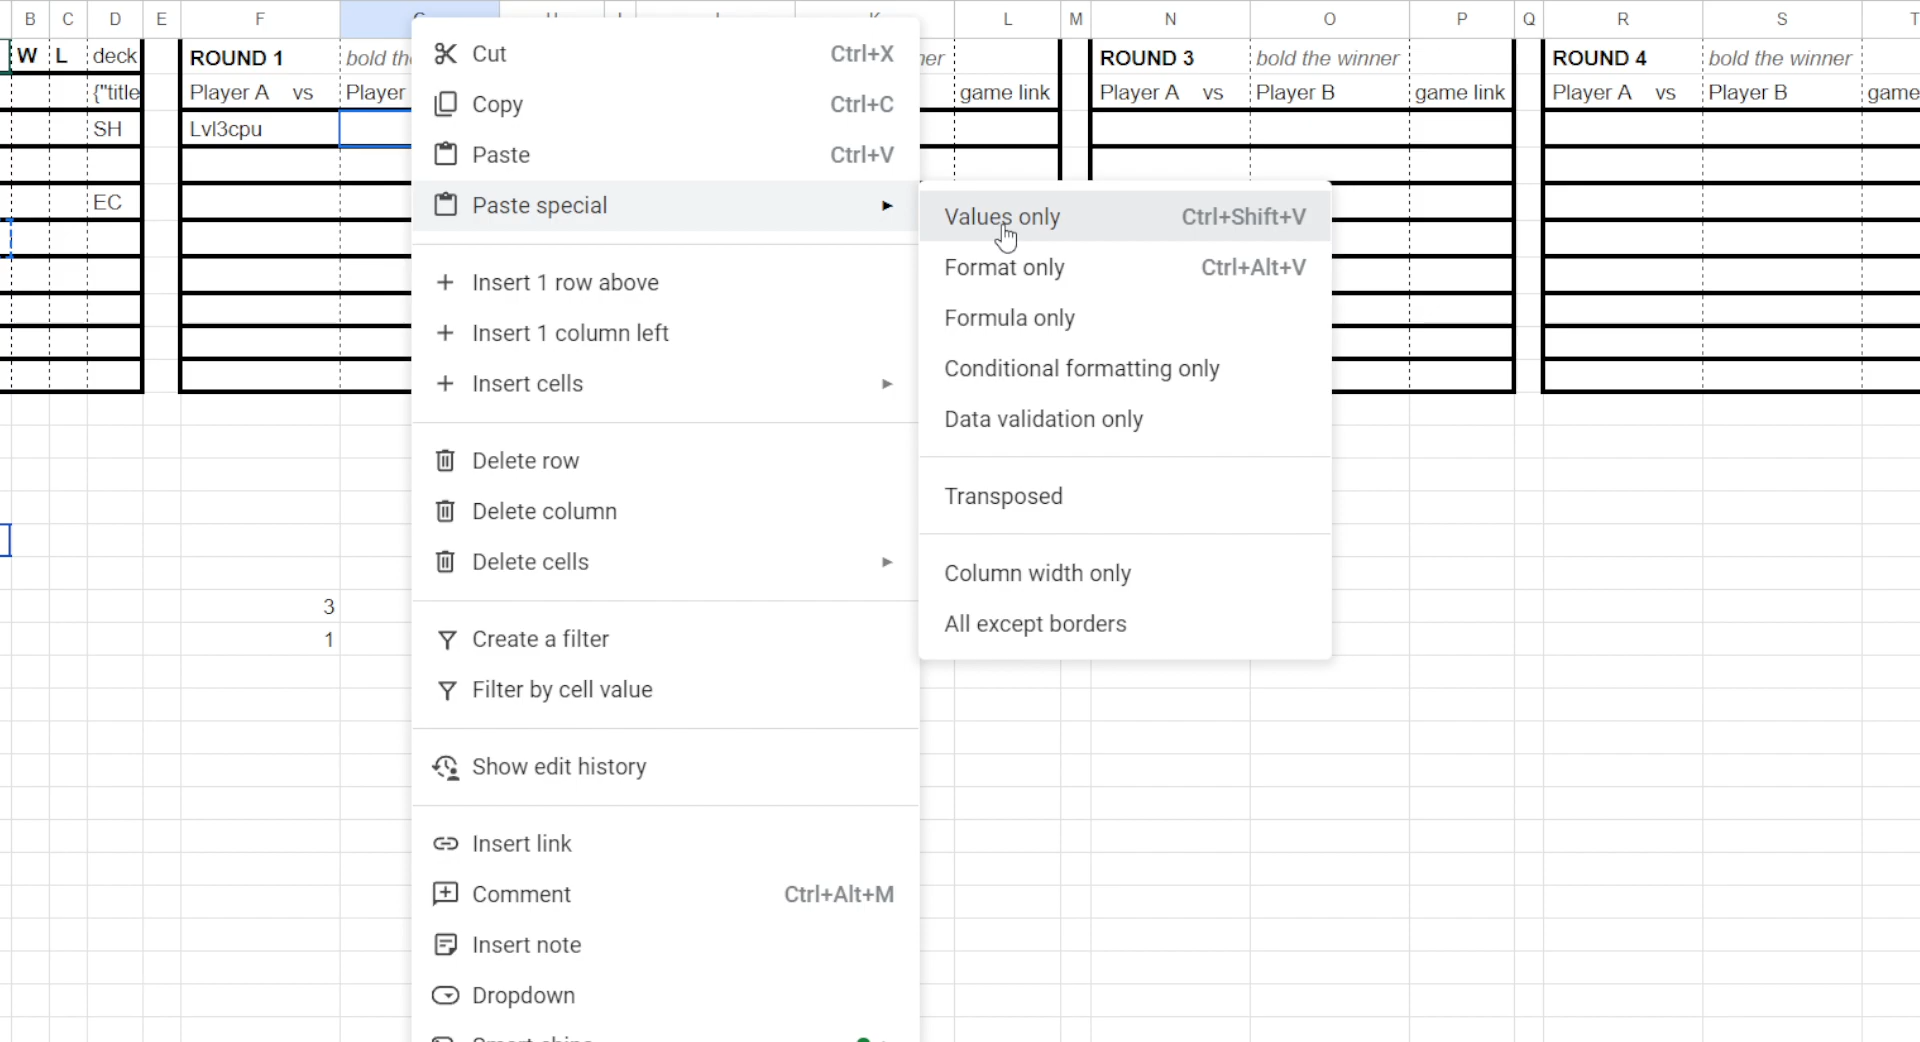 B C D E F L M N O P Q R S T
W L deck ROUND 1 bold th ROUND 3 bold the winner ROUND 4 bold the winner
{"title Player A vs Player game link Player A vs Player B game link Player A vs Player B game
SH Lvl3cpu
EC
3
1
Cut Ctrl+X
Copy Ctrl+C
Paste Ctrl+V
Paste special
Insert 1 row above
Insert 1 column left
Insert cells
Delete row
Delete column
Delete cells
Create a filter
Filter by cell value
Show edit history
Insert link
Comment Ctrl+Alt+M
Insert note
Dropdown
Values only Ctrl+Shift+V
Format only Ctrl+Alt+V
Formula only
Conditional formatting only
Data validation only
Transposed
Column width only
All except borders